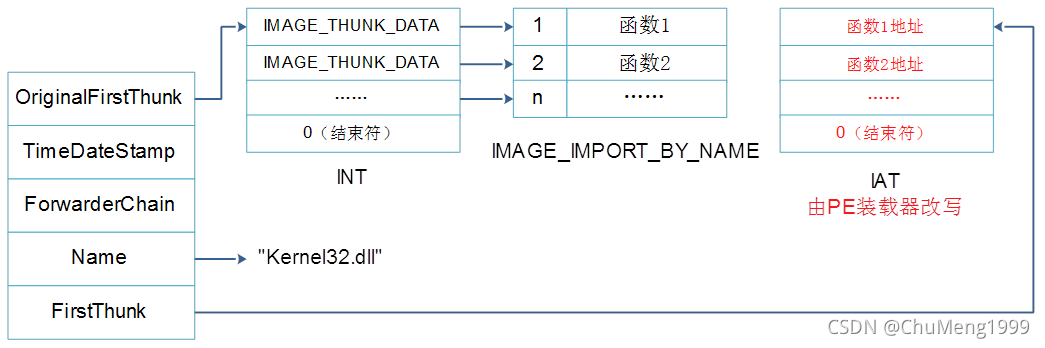 OriginalFirstThunk
TimeDateStamp
ForwarderChain
Name
FirstThunk
IMAGE_THUNK_DATA
IMAGE_THUNK_DATA
……
0（结束符）
INT
"Kernel32.dll"
1 函数1
2 函数2
n ……
IMAGE_IMPORT_BY_NAME
函数1地址
函数2地址
……
0（结束符）
IAT
由PE装载器改写
CSDN @ChuMeng1999